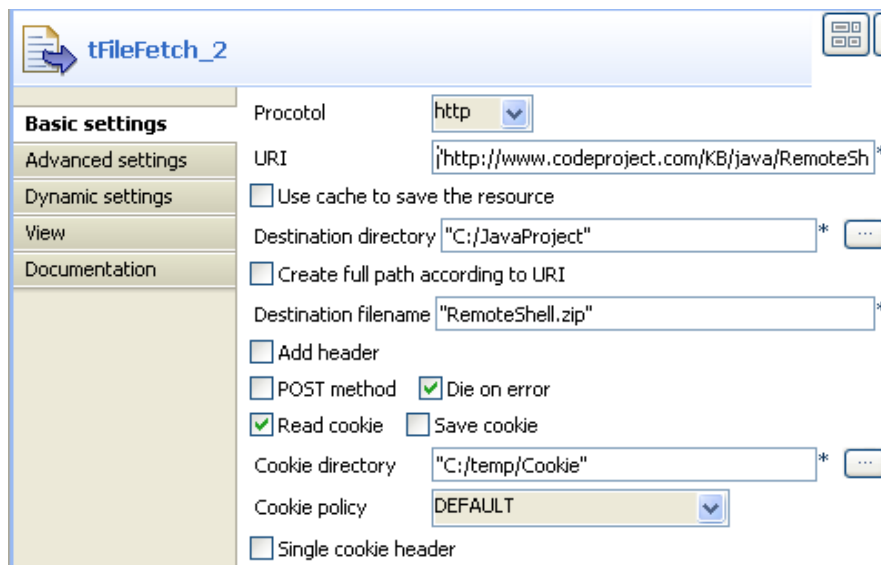 tFileFetch_2
Basic settings
Advanced settings
Dynamic settings
View
Documentation
Procotol http
URI "http://www.codeproject.com/KB/java/RemoteSh *
Use cache to save the resource
Destination directory "C:/JavaProject" * ...
Create full path according to URI
Destination filename "RemoteShell.zip" *
Add header
POST method Die on error
Read cookie Save cookie
Cookie directory "C:/temp/Cookie" * ...
Cookie policy DEFAULT
Single cookie header